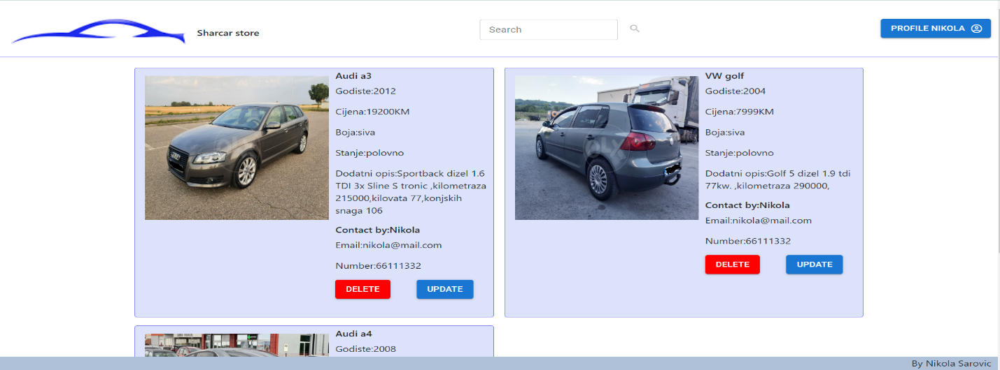 Sharcar store
Search
PROFILE NIKOLA
Audi a3
Godiste:2012
Cijena:19200KM
Boja:siva
Stanje:polovno
Dodatni opis:Sportback dizel 1.6
TDI 3x Sline S tronic ,kilometraza
215000,kilovata 77,konjskih
snaga 106
Contact by:Nikola
Email:nikola@mail.com
Number:66111332
DELETE
UPDATE
VW golf
Godiste:2004
Cijena:7999KM
Boja:siva
Stanje:polovno
Dodatni opis:Golf 5 dizel 1.9 tdi
77kw. ,kilometraza 290000,
Contact by:Nikola
Email:nikola@mail.com
Number:66111332
DELETE
UPDATE
Audi a4
Godiste:2008
By Nikola Sarovic